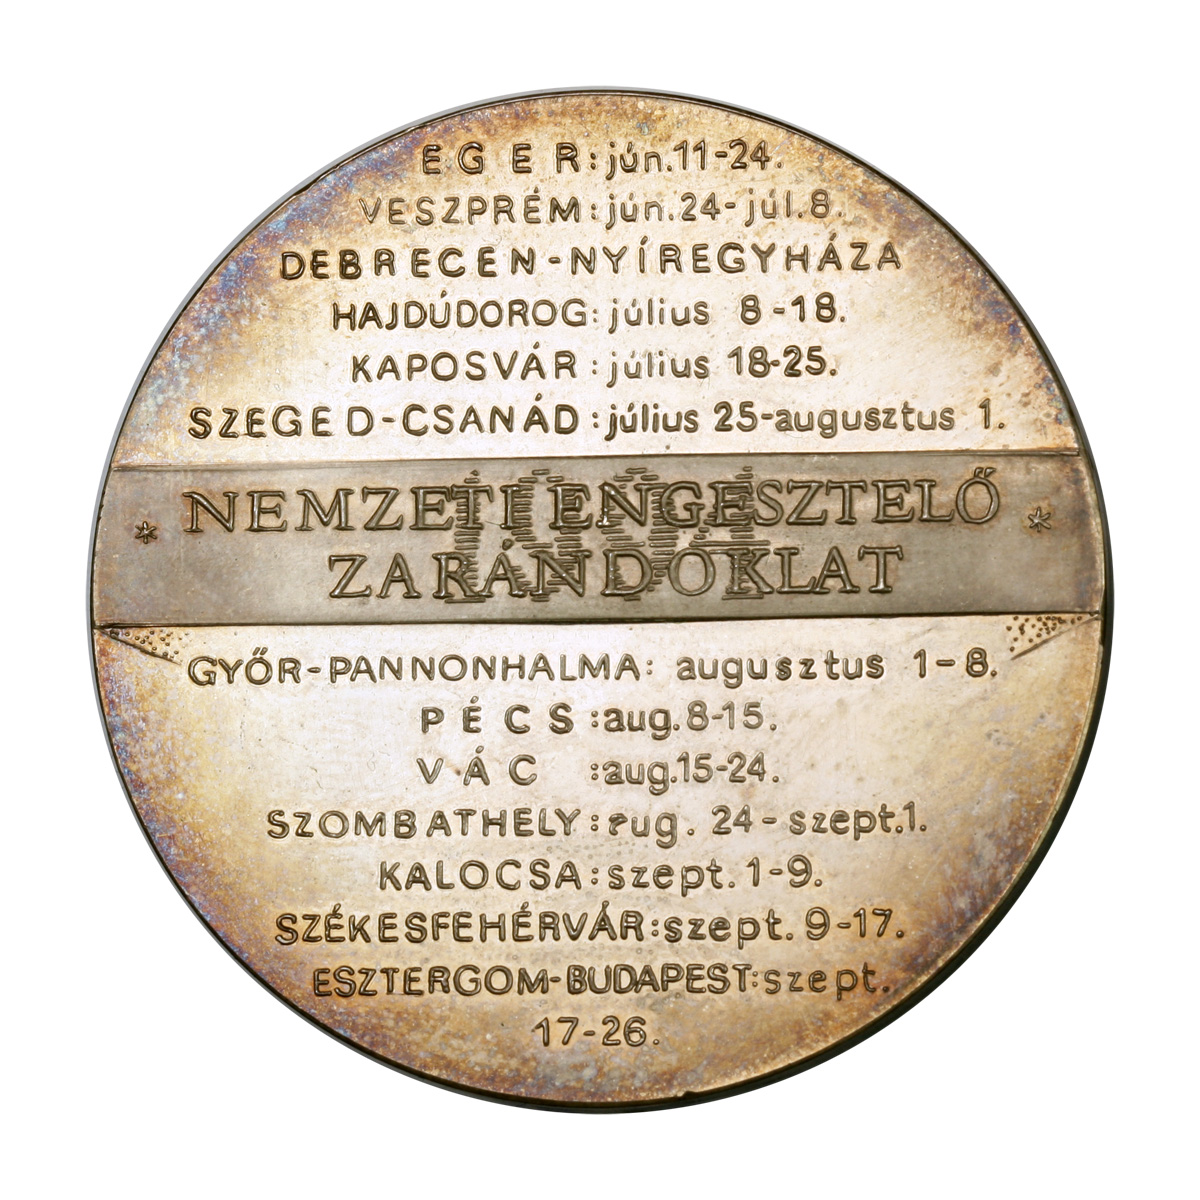 EGER: jún. 11-24.
VESZPRÉM: jún. 24- júl. 8.
DEBRECEN - NYÍREGYHÁZA
HAJDÚDOROG: július 8-18.
KAPOSVÁR: július 18-25.
SZEGED-CSANÁD: július 25-augusztus 1.
* NEMZETI ENGESZTELŐ *
ZARÁNDOKLAT
GYŐR-PANNONHALMA: augusztus 1-8.
PÉCS: aug. 8-15.
VÁC: aug. 15-24.
SZOMBATHELY: aug. 24- szept. 1.
KALOCSA: szept. 1-9.
SZÉKESFEHÉRVÁR: szept. 9-17.
ESZTERGOM-BUDAPEST: szept.
17-26.